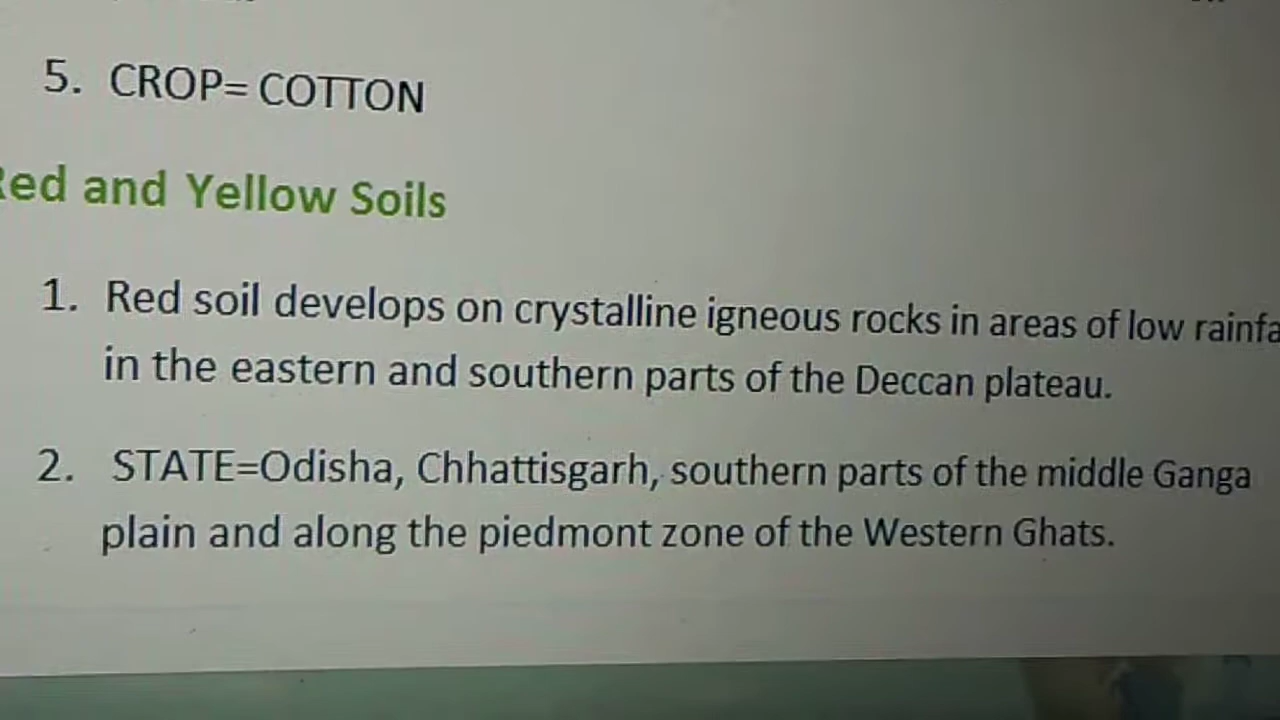 5. CROP= COTTON
Red and Yellow Soils
1. Red soil develops on crystalline igneous rocks in areas of low rainfa
in the eastern and southern parts of the Deccan plateau.
2. STATE=Odisha, Chhattisgarh, southern parts of the middle Ganga
plain and along the piedmont zone of the Western Ghats.